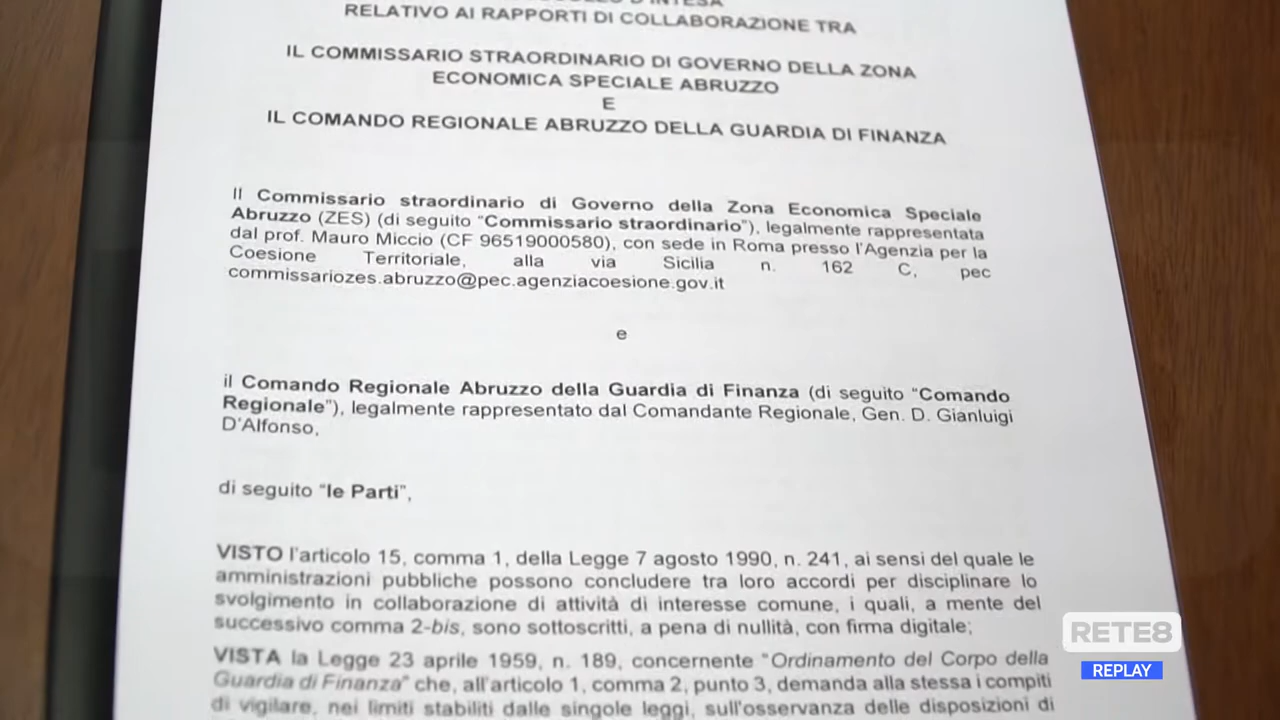 D'INTESA
RELATIVO AI RAPPORTI DI COLLABORAZIONE TRA
IL COMMISSARIO STRAORDINARIO DI GOVERNO DELLA ZONA
ECONOMICA SPECIALE ABRUZZO
E
IL COMANDO REGIONALE ABRUZZO DELLA GUARDIA DI FINANZA
Il Commissario straordinario di Governo della Zona Economica Speciale
Abruzzo (ZES) (di seguito “Commissario straordinario”), legalmente rappresentata
dal prof. Mauro Miccio (CF 96519000580), con sede in Roma presso l’Agenzia per la
Coesione Territoriale, alla via Sicilia n. 162 C, pec
commissariozes.abruzzo@pec.agenziacoesione.gov.it
e
il Comando Regionale Abruzzo della Guardia di Finanza (di seguito “Comando
Regionale”), legalmente rappresentato dal Comandante Regionale, Gen. D. Gianluigi
D’Alfonso,
di seguito “le Parti”,
VISTO l’articolo 15, comma 1, della Legge 7 agosto 1990, n. 241, ai sensi del quale le
amministrazioni pubbliche possono concludere tra loro accordi per disciplinare lo
svolgimento in collaborazione di attività di interesse comune, i quali, a mente del
successivo comma 2-bis, sono sottoscritti, a pena di nullità, con firma digitale;
VISTA la Legge 23 aprile 1959, n. 189, concernente “Ordinamento del Corpo della
Guardia di Finanza” che, all’articolo 1, comma 2, punto 3, demanda alla stessa i compiti
di vigilare, nei limiti stabiliti dalle singole leggi, sull’osservanza delle disposizioni di
RETE8
REPLAY